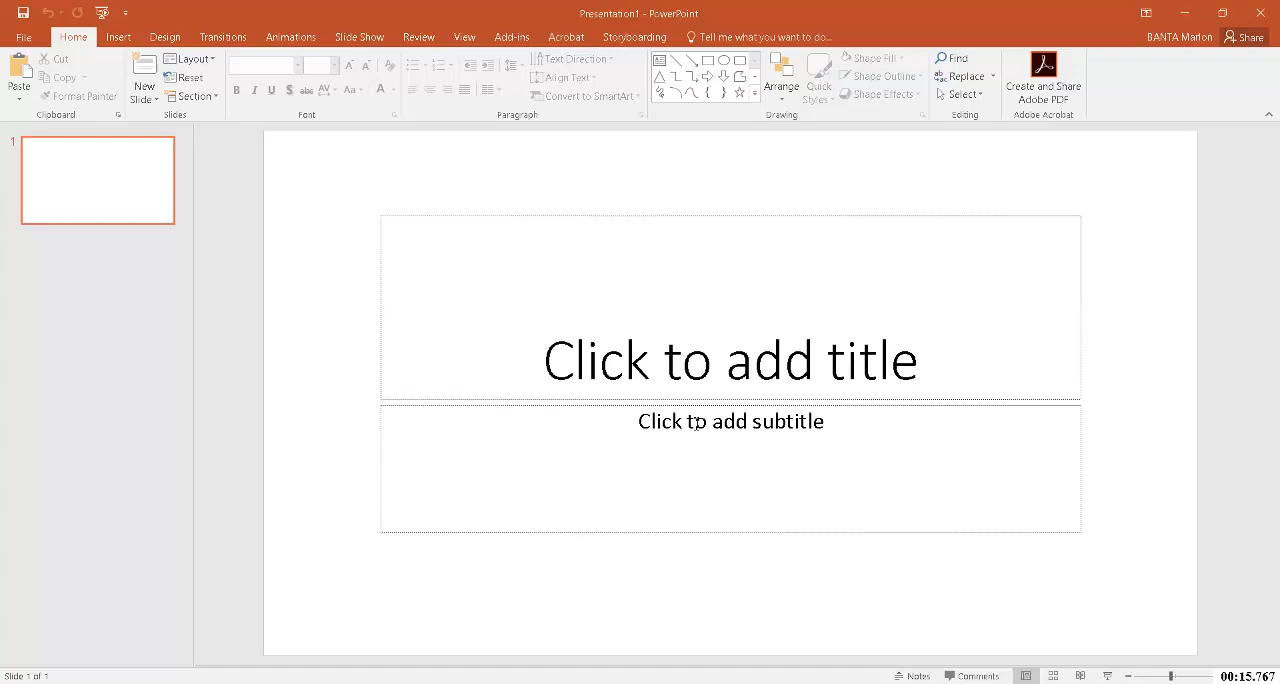 Presentation1 - PowerPoint
File Home Insert Design Transitions Animations Slide Show Review View Add-ins Acrobat Storyboarding Tell me what you want to do... BANTA Marlon Share
Paste Cut Copy Format Painter Clipboard
New Slide Layout Reset Section Slides
B I U S abc AV Aa A Font
Text Direction Align Text Convert to SmartArt Paragraph
Arrange Quick Styles Shape Fill Shape Outline Shape Effects Drawing
Find Replace Select Editing
Create and Share Adobe PDF Adobe Acrobat
1
Click to add title
Click to add subtitle
Slide 1 of 1 Notes Comments 00:15.767